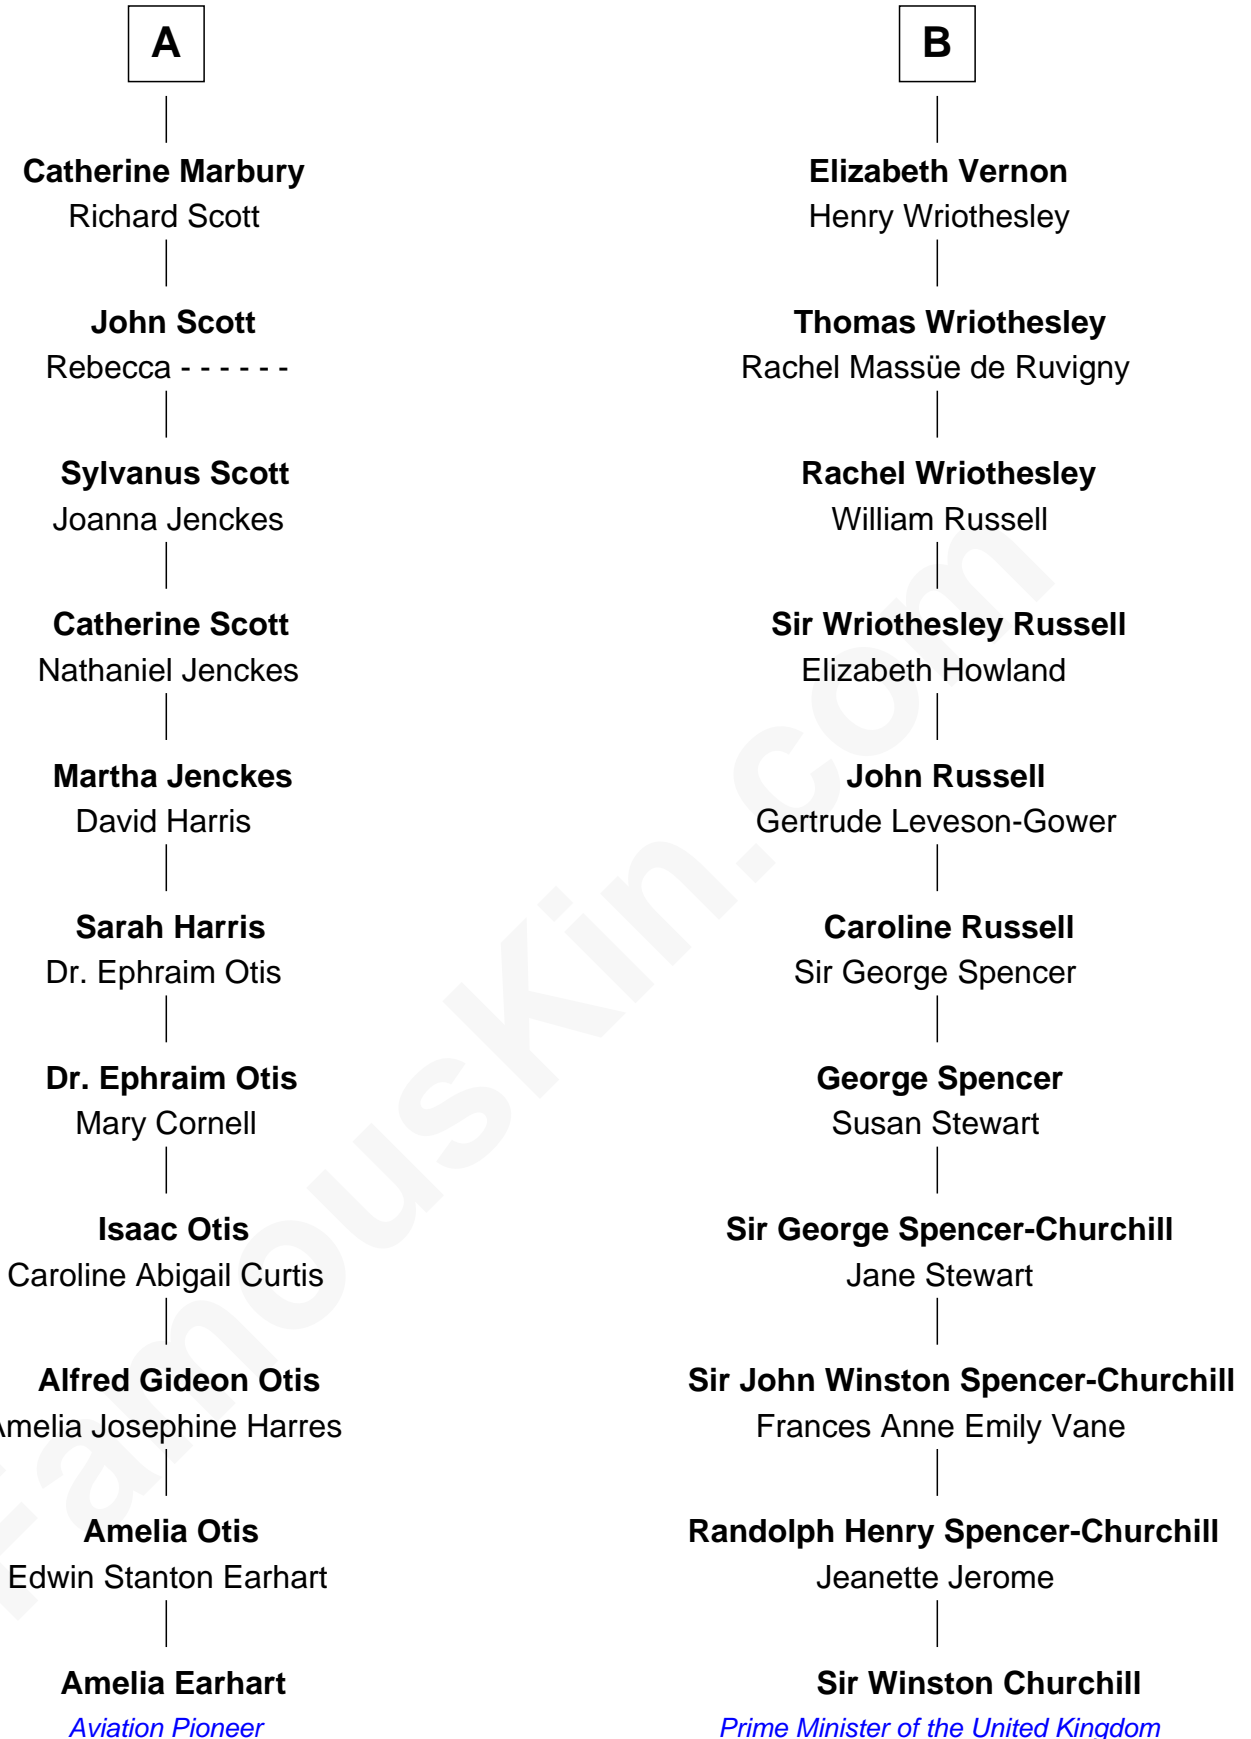 A
Catherine Marbury
Richard Scott
John Scott
Rebecca - - - - - -
Sylvanus Scott
Joanna Jenckes
Catherine Scott
Nathaniel Jenckes
Martha Jenckes
David Harris
Sarah Harris
Dr. Ephraim Otis
Dr. Ephraim Otis
Mary Cornell
Isaac Otis
Caroline Abigail Curtis
Alfred Gideon Otis
Amelia Josephine Harres
Amelia Otis
Edwin Stanton Earhart
Amelia Earhart
Aviation Pioneer
B
Elizabeth Vernon
Henry Wriothesley
Thomas Wriothesley
Rachel Massüe de Ruvigny
Rachel Wriothesley
William Russell
Sir Wriothesley Russell
Elizabeth Howland
John Russell
Gertrude Leveson-Gower
Caroline Russell
Sir George Spencer
George Spencer
Susan Stewart
Sir George Spencer-Churchill
Jane Stewart
Sir John Winston Spencer-Churchill
Frances Anne Emily Vane
Randolph Henry Spencer-Churchill
Jeanette Jerome
Sir Winston Churchill
Prime Minister of the United Kingdom
FamousKin.com